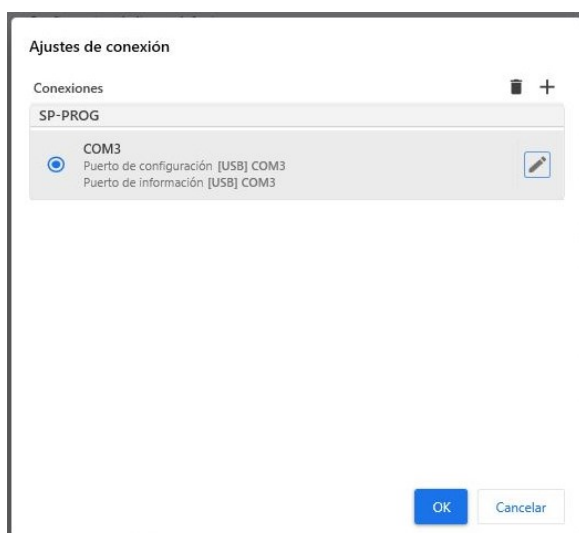 Ajustes de conexión
Conexiones
SP-PROG
COM3
Puerto de configuración [USB] COM3
Puerto de información [USB] COM3
OK
Cancelar